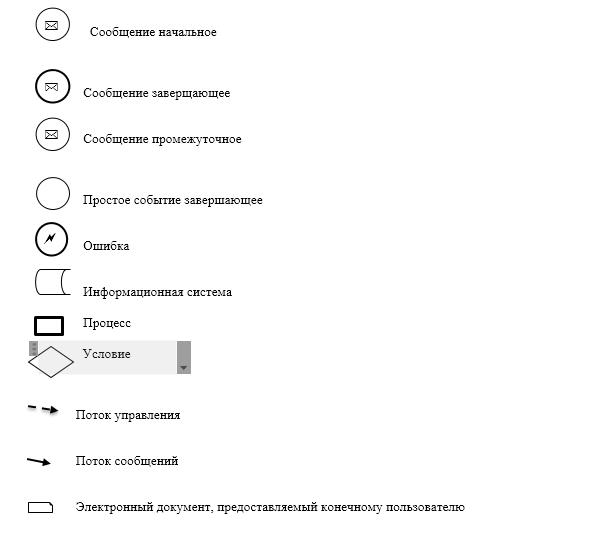 Сообщение начальное
Сообщение завершающее
Сообщение промежуточное
Простое событие завершающее
Ошибка
Информационная система
Процесс
Условие
Поток управления
Поток сообщений
Электронный документ, предоставляемый конечному пользователю